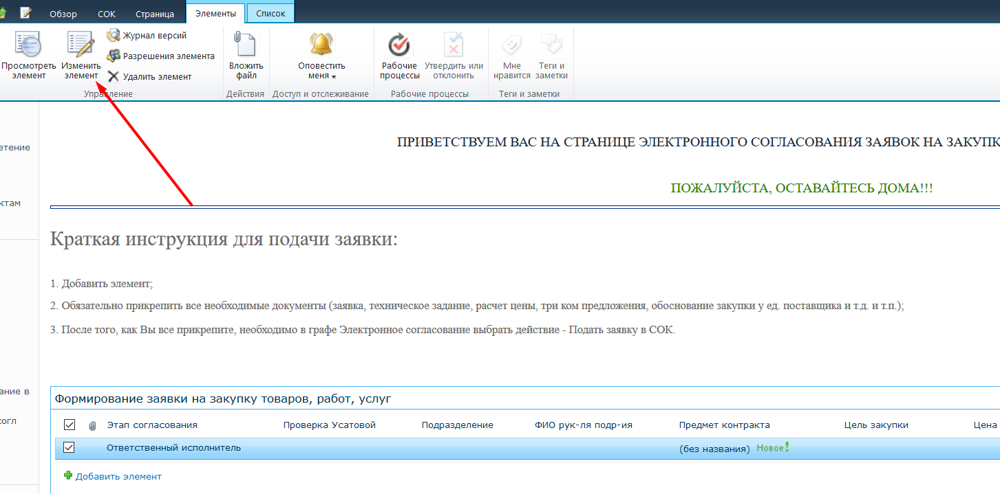 Обзор СОК Страница Элементы Список
Просмотреть элемент
Изменить элемент
Журнал версий
Разрешения элемента
Удалить элемент
Управление
Вложить файл
Действия
Оповестить меня
Доступ и отслеживание
Рабочие процессы
Утвердить или отклонить
Рабочие процессы
Мне нравится
Теги и заметки
Теги и заметки
ПРИВЕТСТВУЕМ ВАС НА СТРАНИЦЕ ЭЛЕКТРОННОГО СОГЛАСОВАНИЯ ЗАЯВОК НА ЗАКУПК
ПОЖАЛУЙСТА, ОСТАВАЙТЕСЬ ДОМА!!!
етение
ктам
ание в
согл
Краткая инструкция для подачи заявки:
1. Добавить элемент;
2. Обязательно прикрепить все необходимые документы (заявка, техническое задание, расчет цены, три ком предложения, обоснование закупки у ед. поставщика и т.д. и т.п.);
3. После того, как Вы все прикрепите, необходимо в графе Электронное согласование выбрать действие - Подать заявку в СОК.
Формирование заявки на закупку товаров, работ, услуг
Этап согласования Проверка Усатовой Подразделение ФИО рук-ля подр-ия Предмет контракта Цель закупки Цена
Ответственный исполнитель (без названия) Новое!
Добавить элемент